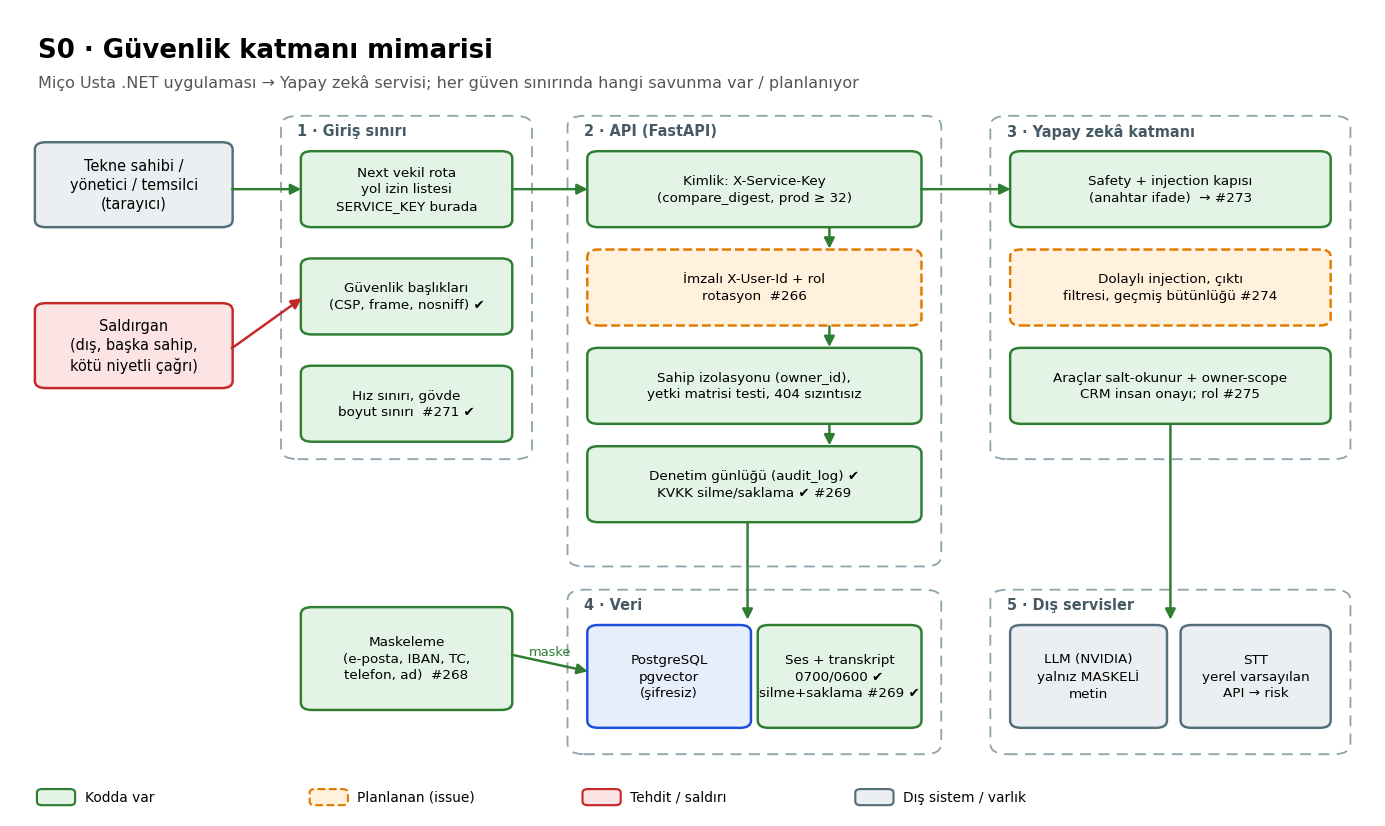 S0 · Güvenlik katmanı mimarisi
Miço Usta .NET uygulaması → Yapay zekâ servisi; her güven sınırında hangi savunma var / planlanıyor
Tekne sahibi /
yönetici / temsilci
(tarayıcı)
Saldırgan
(dış, başka sahip,
kötü niyetli çağrı)
1 · Giriş sınırı
Next vekil rota
yol izin listesi
SERVICE_KEY burada
Güvenlik başlıkları
(CSP, frame, nosniff) ✔
Hız sınırı, gövde
boyut sınırı  #271 ✔
2 · API (FastAPI)
Kimlik: X-Service-Key
(compare_digest, prod ≥ 32)
İmzalı X-User-Id + rol
rotasyon  #266
Sahip izolasyonu (owner_id),
yetki matrisi testi, 404 sızıntısız
Denetim günlüğü (audit_log) ✔
KVKK silme/saklama ✔ #269
3 · Yapay zekâ katmanı
Safety + injection kapısı
(anahtar ifade)  → #273
Dolaylı injection, çıktı
filtresi, geçmiş bütünlüğü #274
Araçlar salt-okunur + owner-scope
CRM insan onayı; rol #275
Maskeleme
(e-posta, IBAN, TC,
telefon, ad)  #268
maske
4 · Veri
PostgreSQL
pgvector
(şifresiz)
Ses + transkript
0700/0600 ✔
silme+saklama #269 ✔
5 · Dış servisler
LLM (NVIDIA)
yalnız MASKELİ
metin
STT
yerel varsayılan
API → risk
Kodda var
Planlanan (issue)
Tehdit / saldırı
Dış sistem / varlık